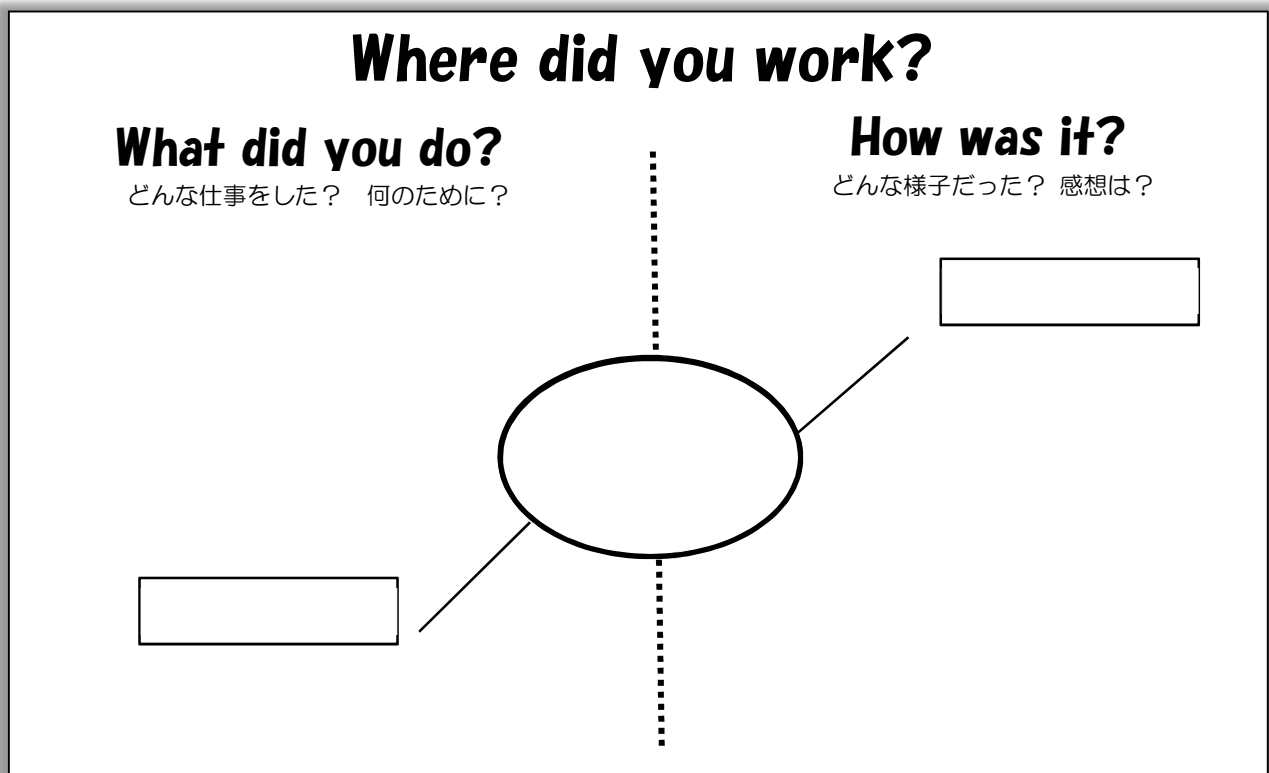 Where did you work?
What did you do?
どんな仕事をした？　何のために？
How was it?
どんな様子だった？ 感想は？